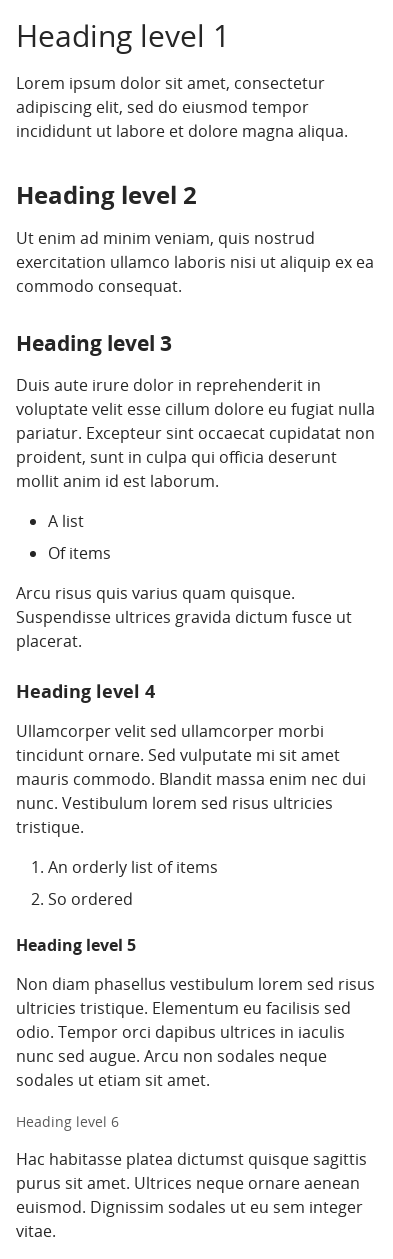 Heading level 1
Lorem ipsum dolor sit amet, consectetur
adipiscing elit, sed do eiusmod tempor
incididunt ut labore et dolore magna aliqua.
Heading level 2
Ut enim ad minim veniam, quis nostrud
exercitation ullamco laboris nisi ut aliquip ex ea
commodo consequat.
Heading level 3
Duis aute irure dolor in reprehenderit in
voluptate velit esse cillum dolore eu fugiat nulla
pariatur. Excepteur sint occaecat cupidatat non
proident, sunt in culpa qui officia deserunt
mollit anim id est laborum.
• A list
• Of items
Arcu risus quis varius quam quisque.
Suspendisse ultrices gravida dictum fusce ut
placerat.
Heading level 4
Ullamcorper velit sed ullamcorper morbi
tincidunt ornare. Sed vulputate mi sit amet
mauris commodo. Blandit massa enim nec dui
nunc. Vestibulum lorem sed risus ultricies
tristique.
1. An orderly list of items
2. So ordered
Heading level 5
Non diam phasellus vestibulum lorem sed risus
ultricies tristique. Elementum eu facilisis sed
odio. Tempor orci dapibus ultrices in iaculis
nunc sed augue. Arcu non sodales neque
sodales ut etiam sit amet.
Heading level 6
Hac habitasse platea dictumst quisque sagittis
purus sit amet. Ultrices neque ornare aenean
euismod. Dignissim sodales ut eu sem integer
vitae.